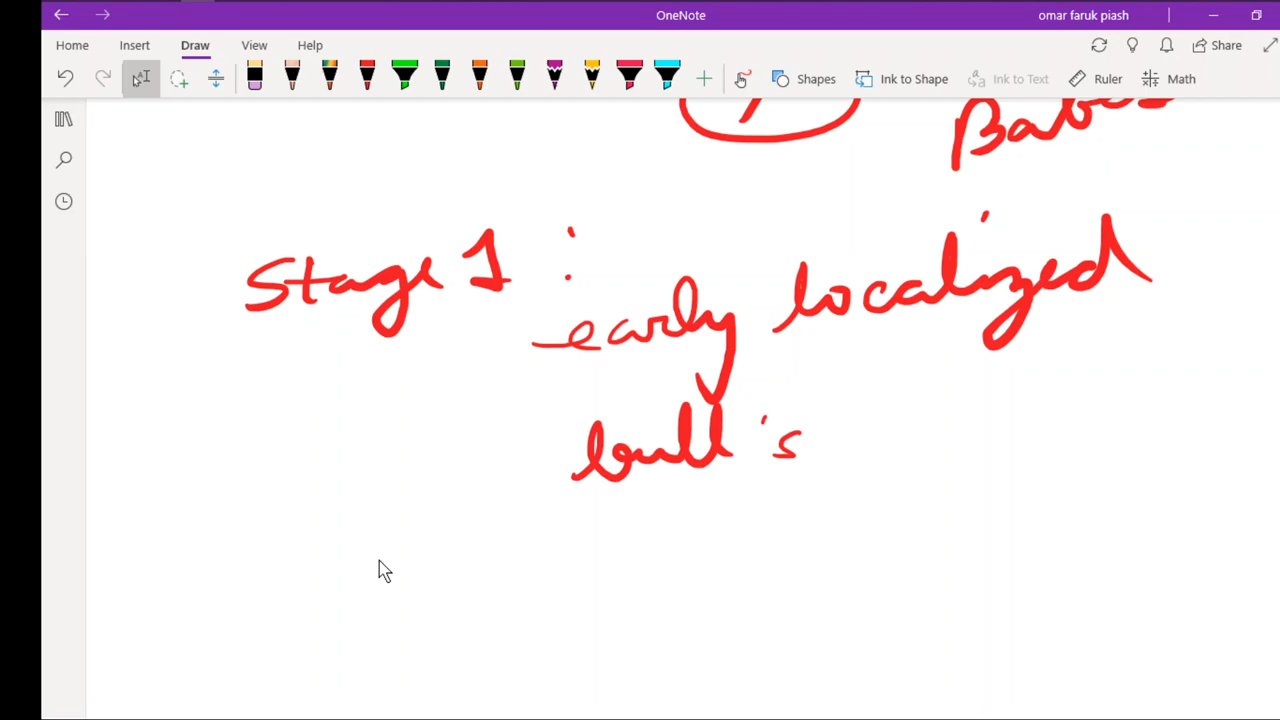 OneNote
omar faruk piash
Home Insert Draw View Help
Share
Shapes Ink to Shape Ink to Text Ruler Math
Stage 1 :
early localized
bull's